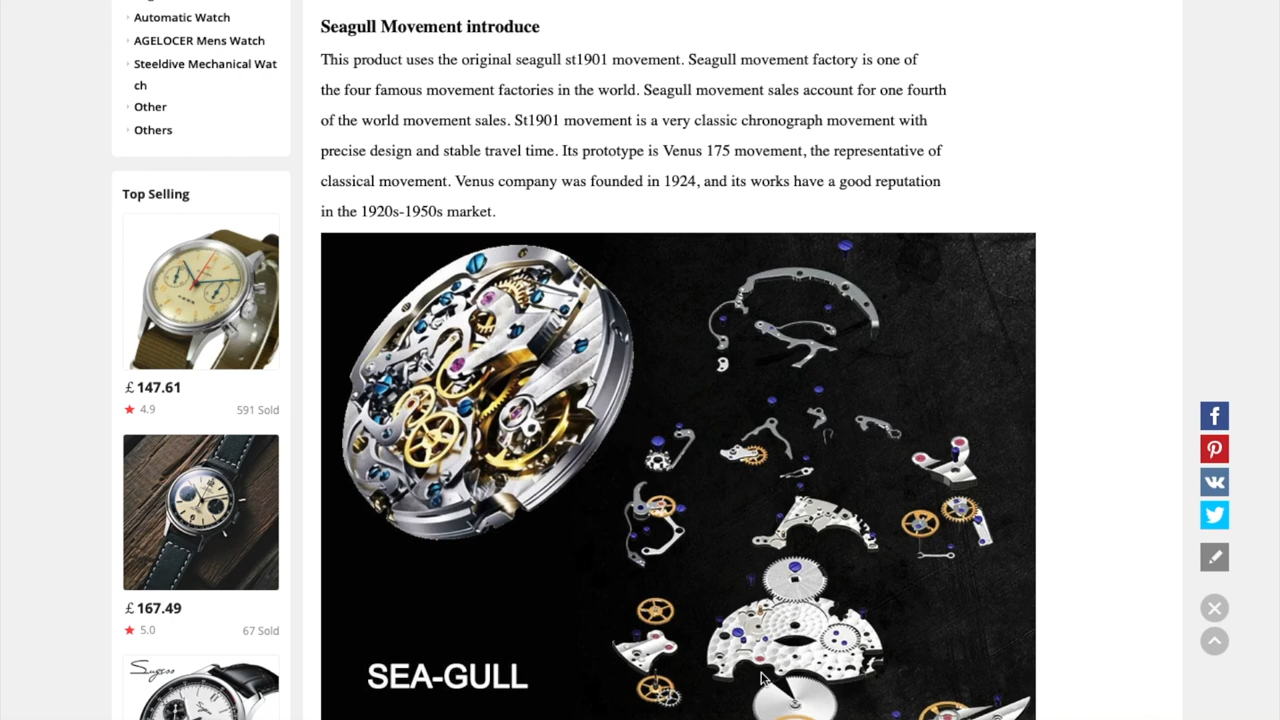 Automatic Watch
AGELOCER Mens Watch
Steeldive Mechanical Wat
ch
Other
Others
Top Selling
£147.61
4.9
591 Sold
£167.49
5.0
67 Sold
Sugess
Seagull Movement introduce
This product uses the original seagull st1901 movement. Seagull movement factory is one of
the four famous movement factories in the world. Seagull movement sales account for one fourth
of the world movement sales. St1901 movement is a very classic chronograph movement with
precise design and stable travel time. Its prototype is Venus 175 movement, the representative of
classical movement. Venus company was founded in 1924, and its works have a good reputation
in the 1920s-1950s market.
SEA-GULL